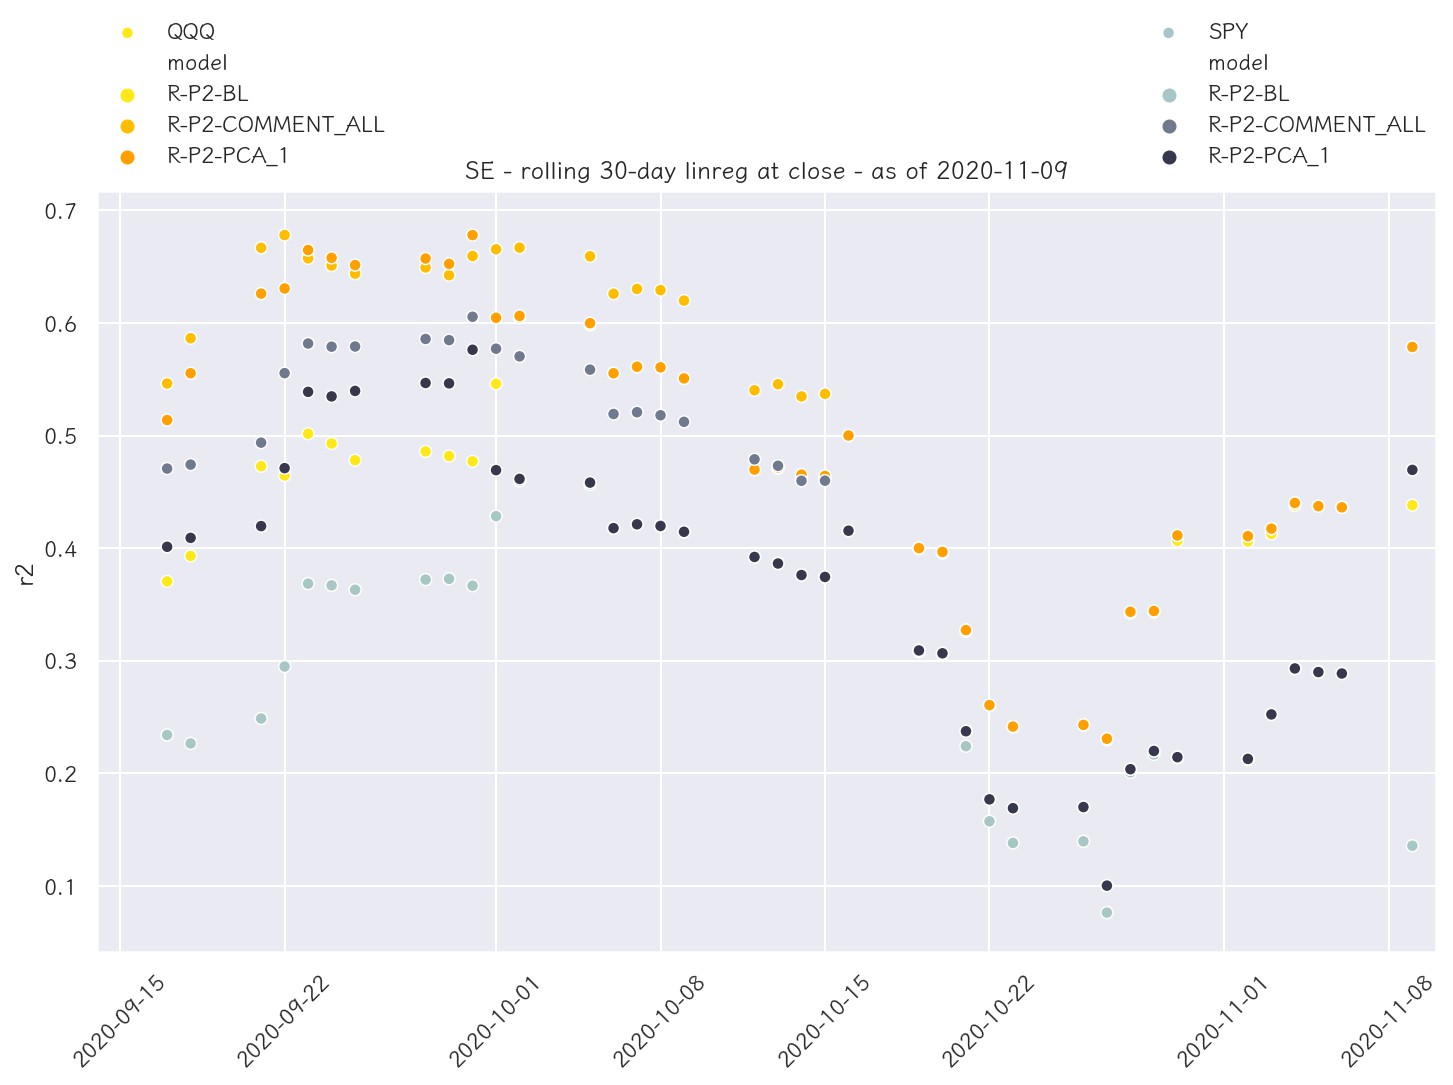 QQQ
model
R-P2-BL
R-P2-COMMENT_ALL
R-P2-PCA_1
SPY
model
R-P2-BL
R-P2-COMMENT_ALL
R-P2-PCA_1
SE - rolling 30-day linreg at close - as of 2020-11-09
0.7
0.6
0.5
0.4
0.3
0.2
0.1
r2
2020-09-15
2020-09-22
2020-10-01
2020-10-08
2020-10-15
2020-10-22
2020-11-01
2020-11-08